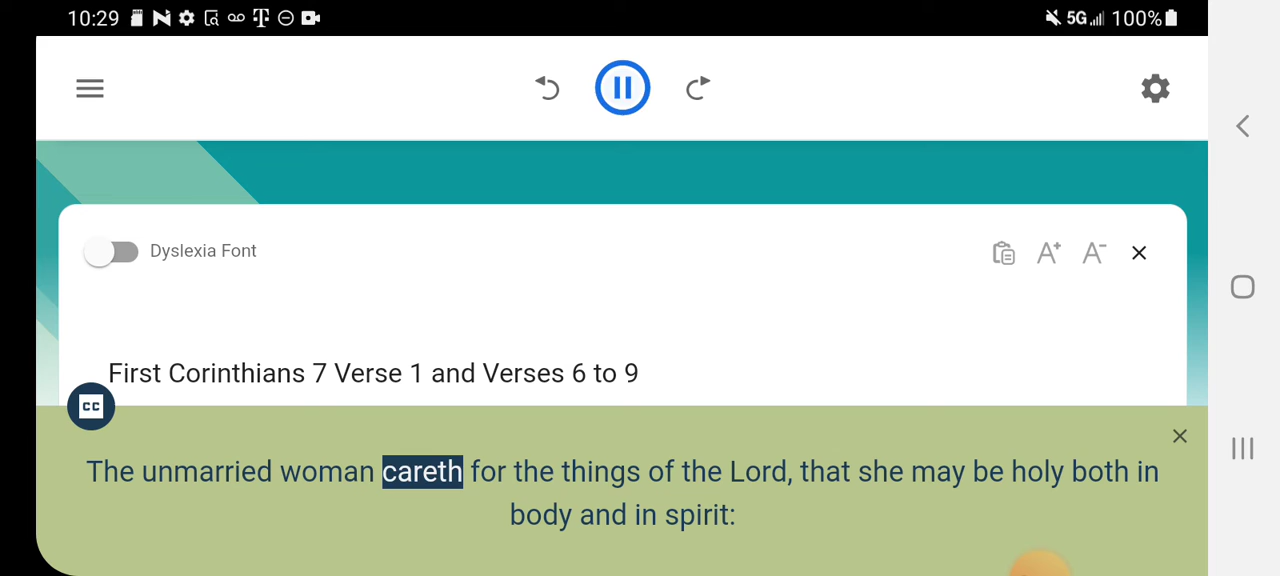 10:29
5G 100%
Dyslexia Font
A+ A-
First Corinthians 7 Verse 1 and Verses 6 to 9
CC
The unmarried woman careth for the things of the Lord, that she may be holy both in
body and in spirit: